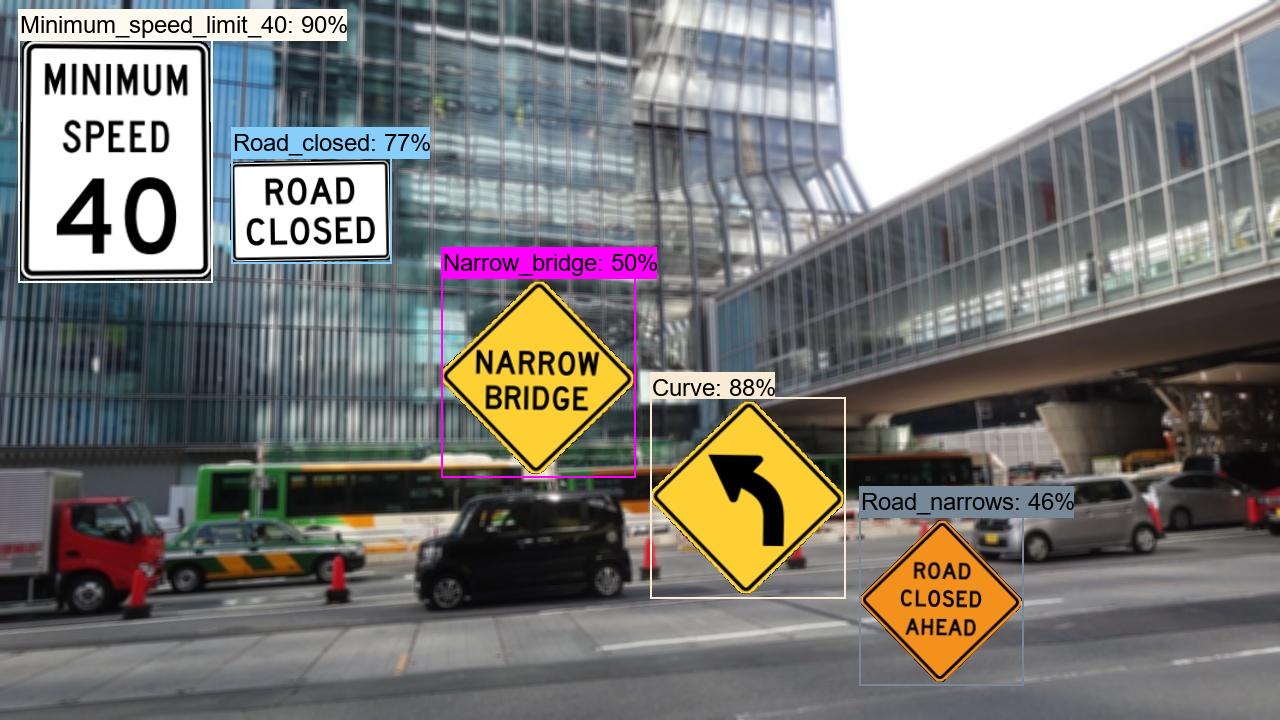 Minimum_speed_limit_40: 90%
MINIMUM
SPEED
40
Road_closed: 77%
ROAD
CLOSED
Narrow_bridge: 50%
NARROW
BRIDGE
Curve: 88%
Road_narrows: 46%
ROAD
CLOSED
AHEAD